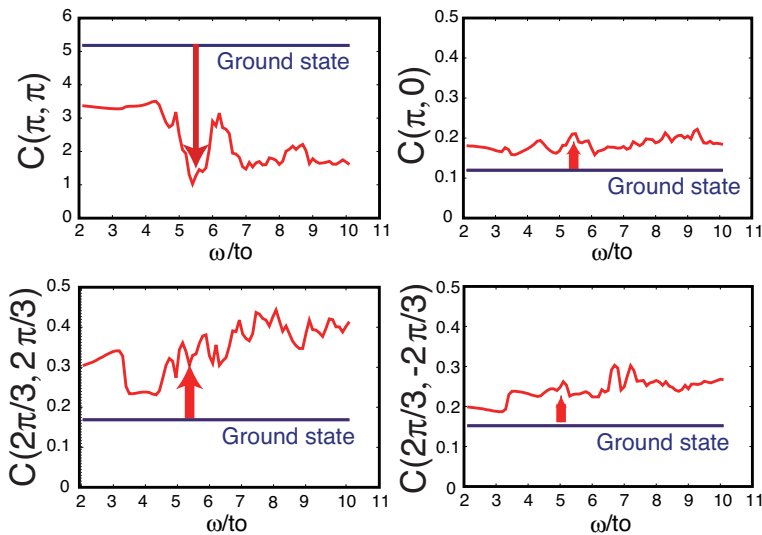 C(π, π)
6
5
4
3
2
1
0
Ground state
2 3 4 5 6 7 8 9 10 11
ω/to
C(π, 0)
0.5
0.4
0.3
0.2
0.1
0
Ground state
2 3 4 5 6 7 8 9 10 11
ω/to
C(2π/3, 2π/3)
0.5
0.4
0.3
0.2
0.1
0
Ground state
2 3 4 5 6 7 8 9 10 11
ω/to
C(2π/3, -2π/3)
0.5
0.4
0.3
0.2
0.1
0
Ground state
2 3 4 5 6 7 8 9 10 11
ω/to